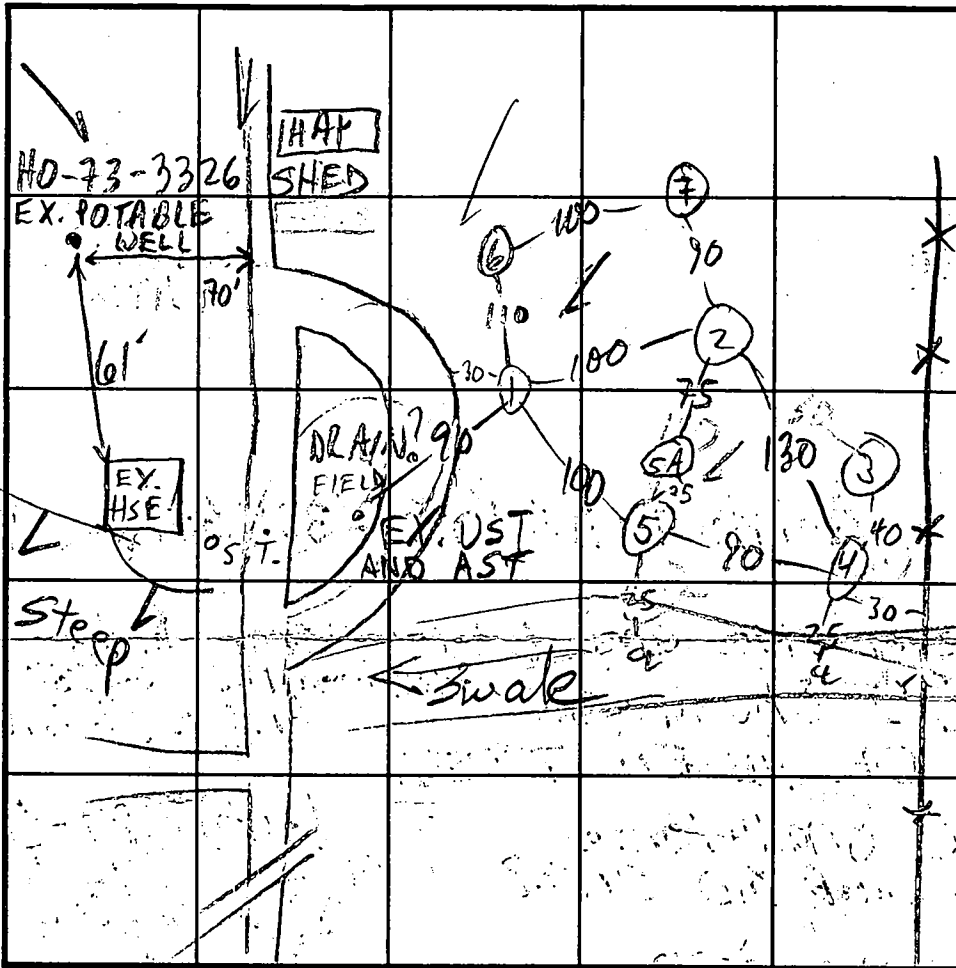 HAY
SHED
HO-73-3326
EX. POTABLE
WELL
70'
61'
EX.
HSE
S.T.
Steep
DRAIN?
FIELD
90
EX. UST
AND AST
Swale
6
100
7
110
90
30
1
100
2
75
5A
25
100
5
130
3
40
4
90
30
25
25